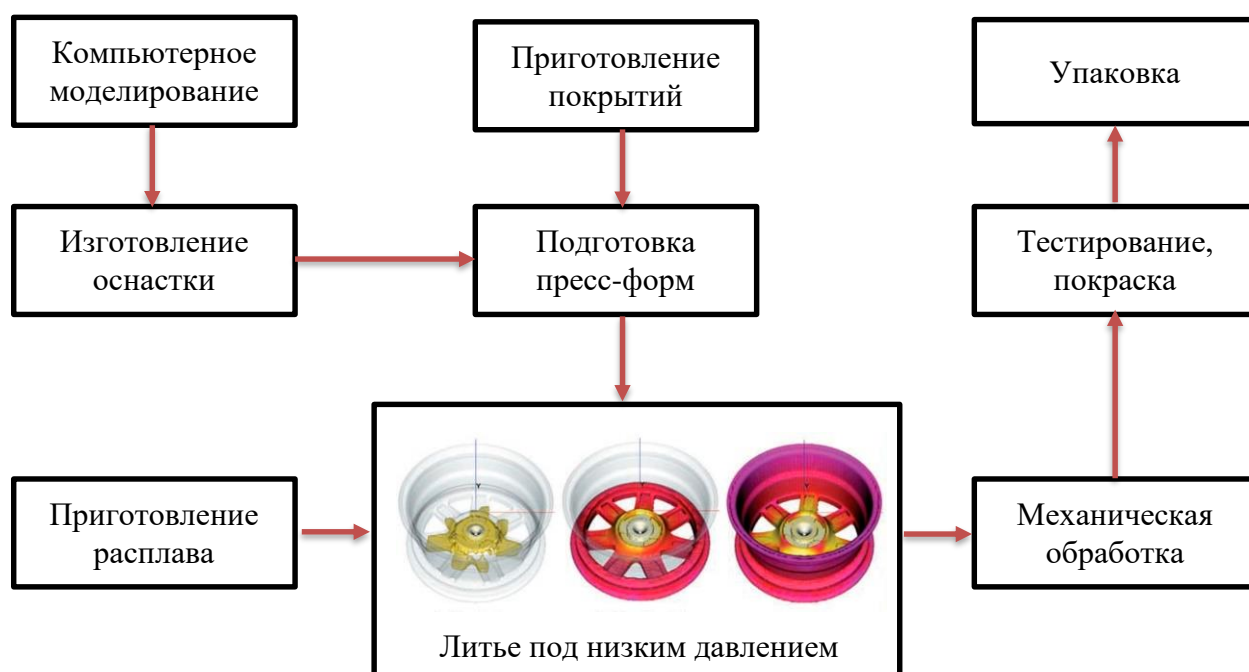 Компьютерное
моделирование
Приготовление
покрытий
Упаковка
Изготовление
оснастки
Подготовка
пресс-форм
Тестирование,
покраска
Приготовление
расплава
Литье под низким давлением
Механическая
обработка